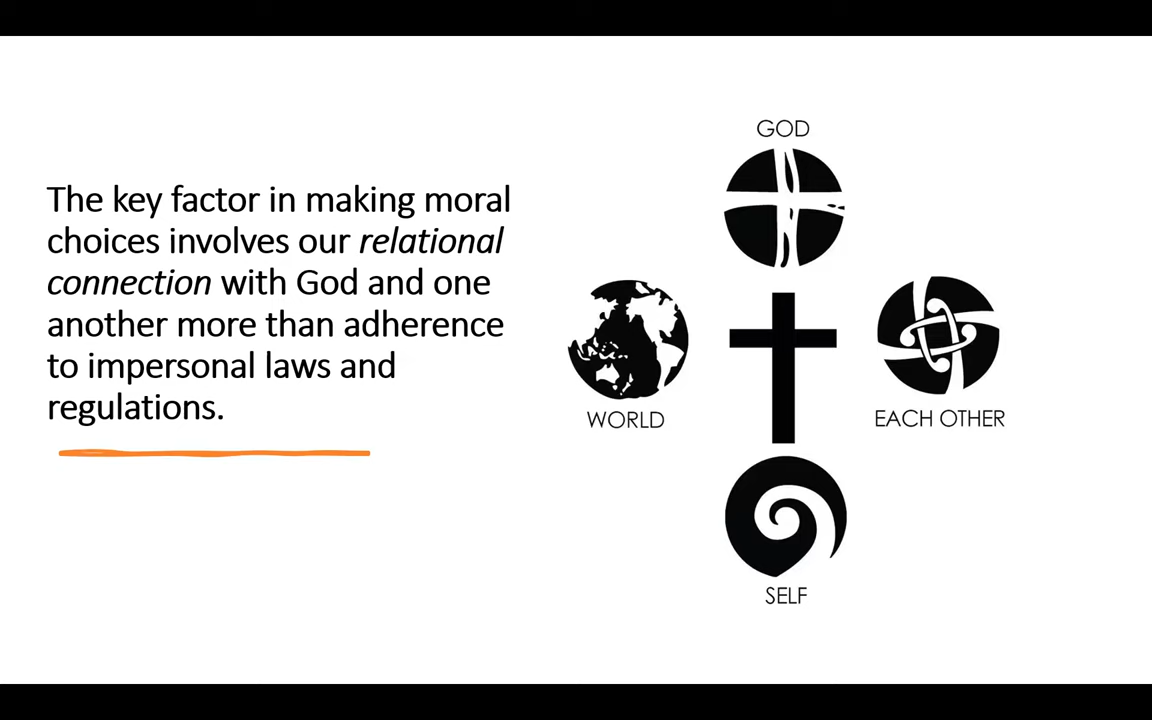 The key factor in making moral
choices involves our relational
connection with God and one
another more than adherence
to impersonal laws and
regulations.
GOD
WORLD
EACH OTHER
SELF